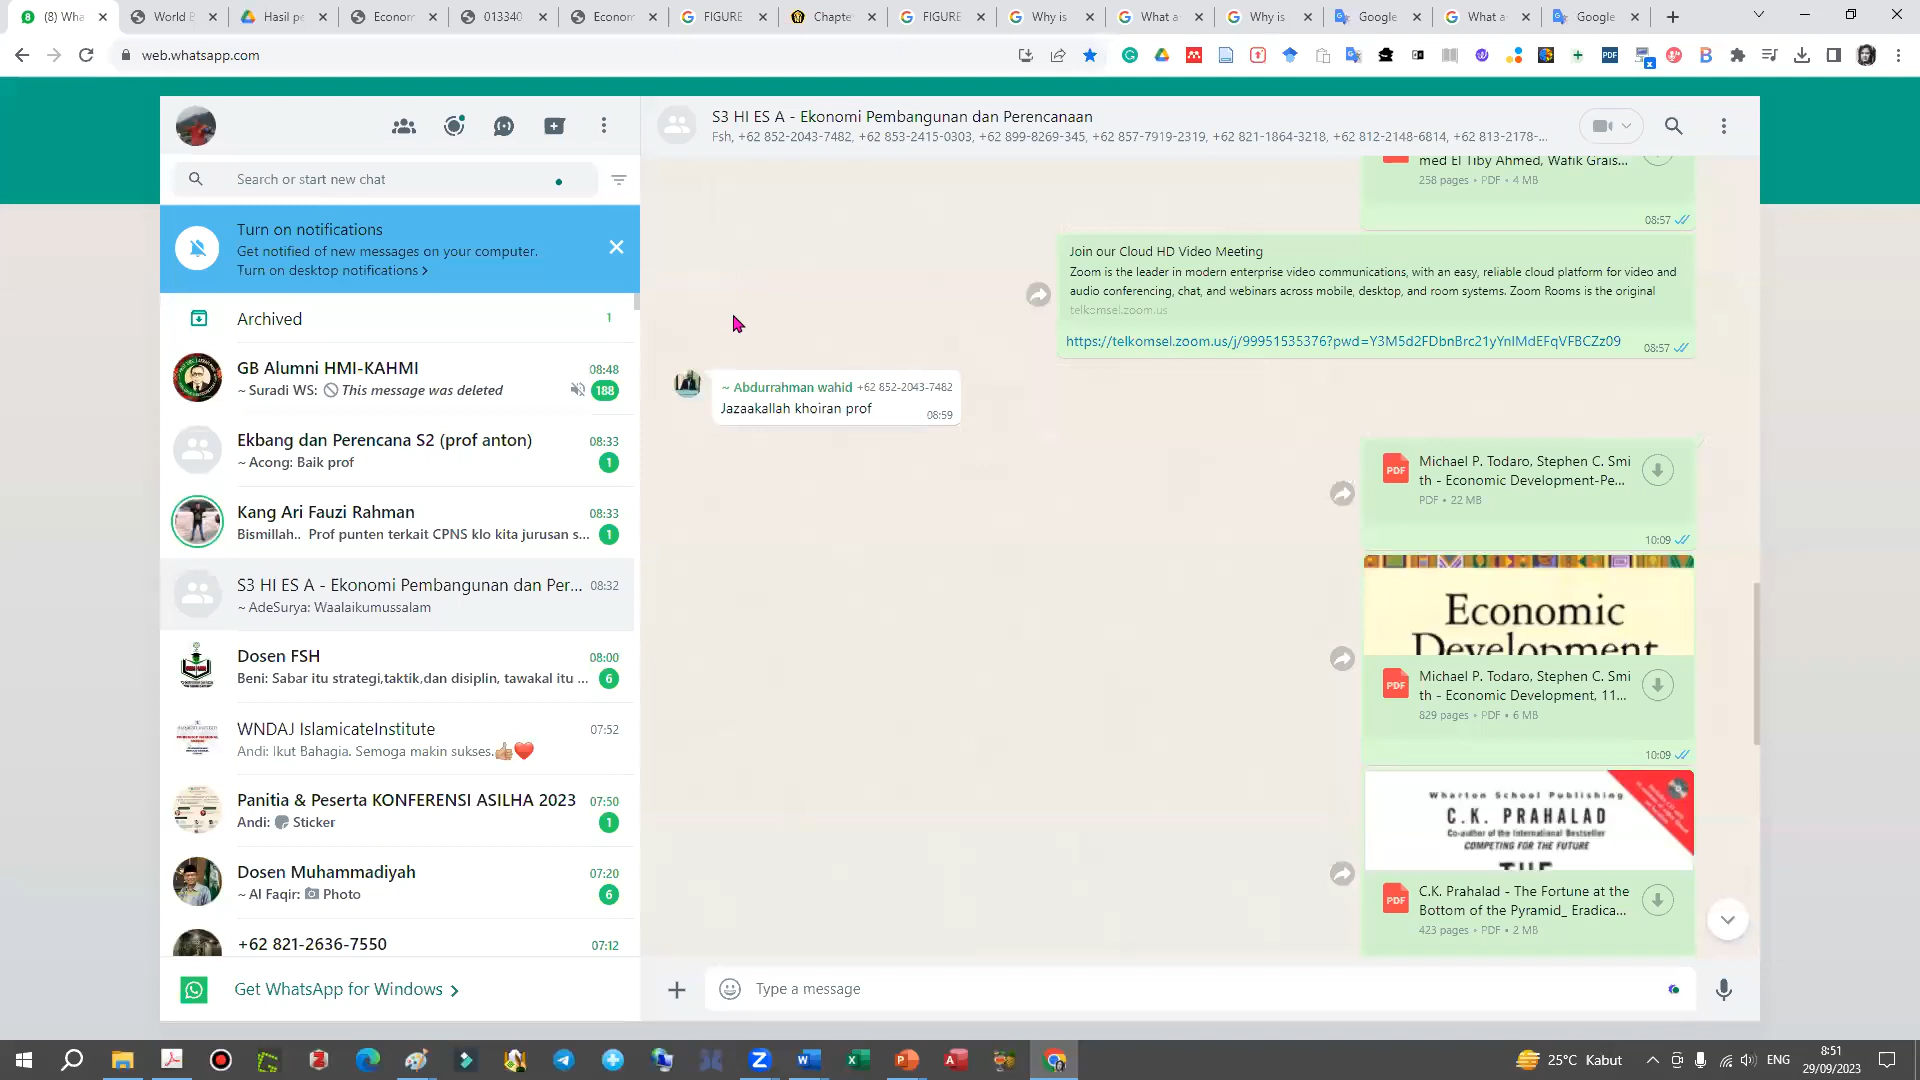 (8) Wha
World B
Hasil pe
Econom
013340
Econom
FIGURE
Chapte
FIGURE
Why is
What a
Why is
Google
What a
Google
web.whatsapp.com
S3 HI ES A - Ekonomi Pembangunan dan Perencanaan
Fsh, +62 852-2043-7482, +62 853-2415-0303, +62 899-8269-345, +62 857-7919-2319, +62 821-1864-3218, +62 812-2148-6814, +62 813-2178-...
Search or start new chat
Turn on notifications
Get notified of new messages on your computer.
Turn on desktop notifications >
Archived
1
GB Alumni HMI-KAHMI
08:48
~ Suradi WS: This message was deleted
188
Ekbang dan Perencana S2 (prof anton)
08:33
~ Acong: Baik prof
1
Kang Ari Fauzi Rahman
08:33
Bismillah.. Prof punten terkait CPNS klo kita jurusan s...
1
S3 HI ES A - Ekonomi Pembangunan dan Per...
08:32
~ AdeSurya: Waalaikumussalam
Dosen FSH
08:00
Beni: Sabar itu strategi,taktik,dan disiplin, tawakal itu ...
6
WNDAJ IslamicateInstitute
07:52
Andi: Ikut Bahagia. Semoga makin sukses.👍❤️
Panitia & Peserta KONFERENSI ASILHA 2023
07:50
Andi: Sticker
1
Dosen Muhammadiyah
07:20
~ Al Faqir: Photo
6
+62 821-2636-7550
07:12
Get WhatsApp for Windows >
med El Tiby Ahmed, Wafik Grais...
258 pages • PDF • 4 MB
08:57
Join our Cloud HD Video Meeting
Zoom is the leader in modern enterprise video communications, with an easy, reliable cloud platform for video and
audio conferencing, chat, and webinars across mobile, desktop, and room systems. Zoom Rooms is the original
telkomsel.zoom.us
https://telkomsel.zoom.us/j/99951535376?pwd=Y3M5d2FDbnBrc21yYnlMdEFqVFBCZz09
08:57
~ Abdurrahman wahid +62 852-2043-7482
Jazaakallah khoiran prof
08:59
PDF
Michael P. Todaro, Stephen C. Smi
th - Economic Development-Pe...
PDF • 22 MB
10:09
Economic
Development
PDF
Michael P. Todaro, Stephen C. Smi
th - Economic Development, 11...
829 pages • PDF • 6 MB
10:09
Wharton School Publishing
C.K. PRAHALAD
Co-author of the International Bestseller
COMPETING FOR THE FUTURE
THE
PDF
C.K. Prahalad - The Fortune at the
Bottom of the Pyramid_ Eradica...
423 pages • PDF • 2 MB
Type a message
25°C Kabut
ENG
8:51
29/09/2023